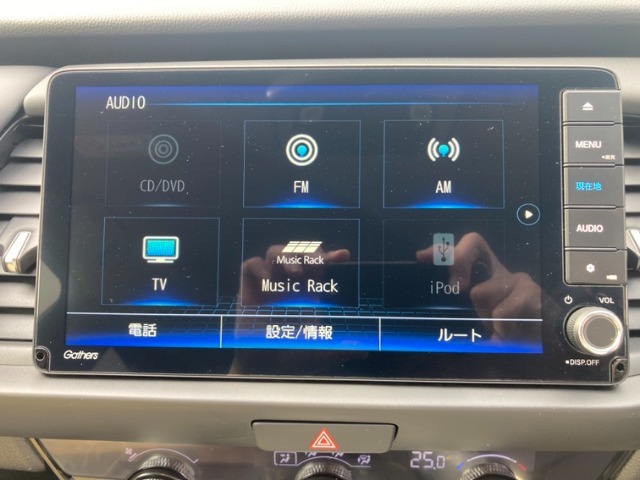 AUDIO
CD/DVD
FM
AM
TV
Music Rack
Music Rack
iPod
電話
設定/情報
ルート
Gathers
MENU
現在地
AUDIO
VOL
DISP.OFF
25.0